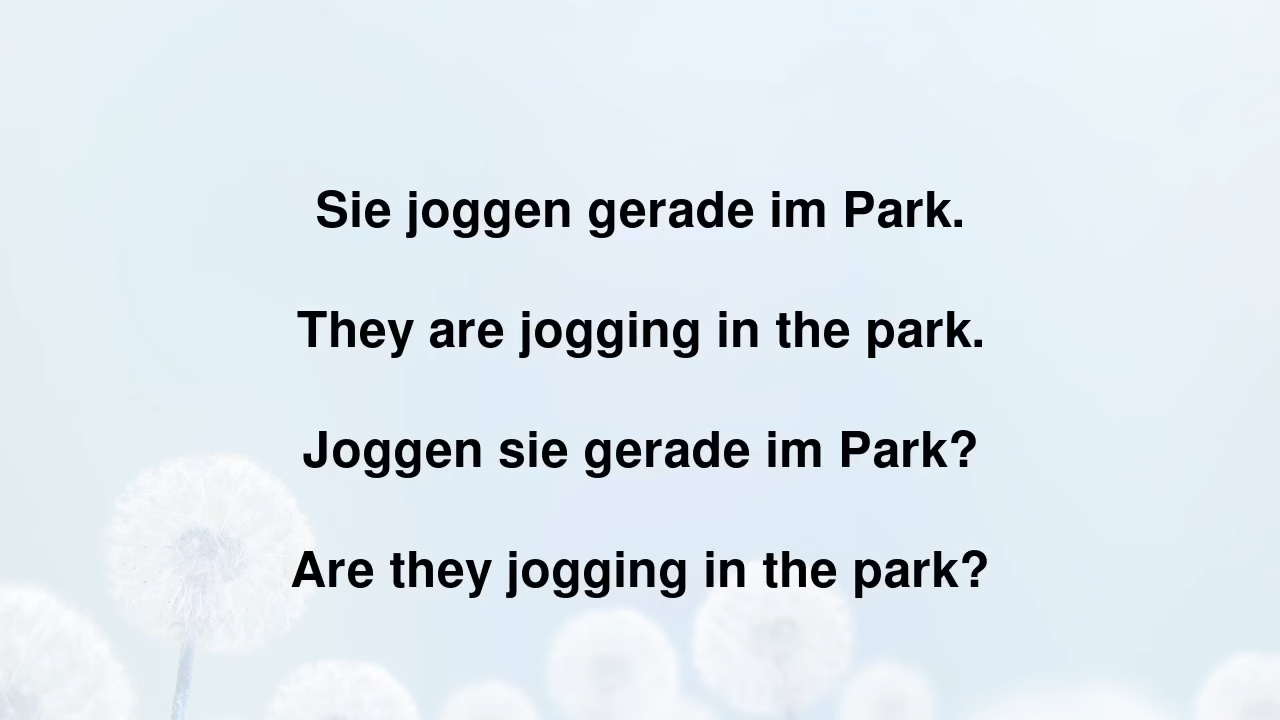 Sie joggen gerade im Park.
They are jogging in the park.
Joggen sie gerade im Park?
Are they jogging in the park?